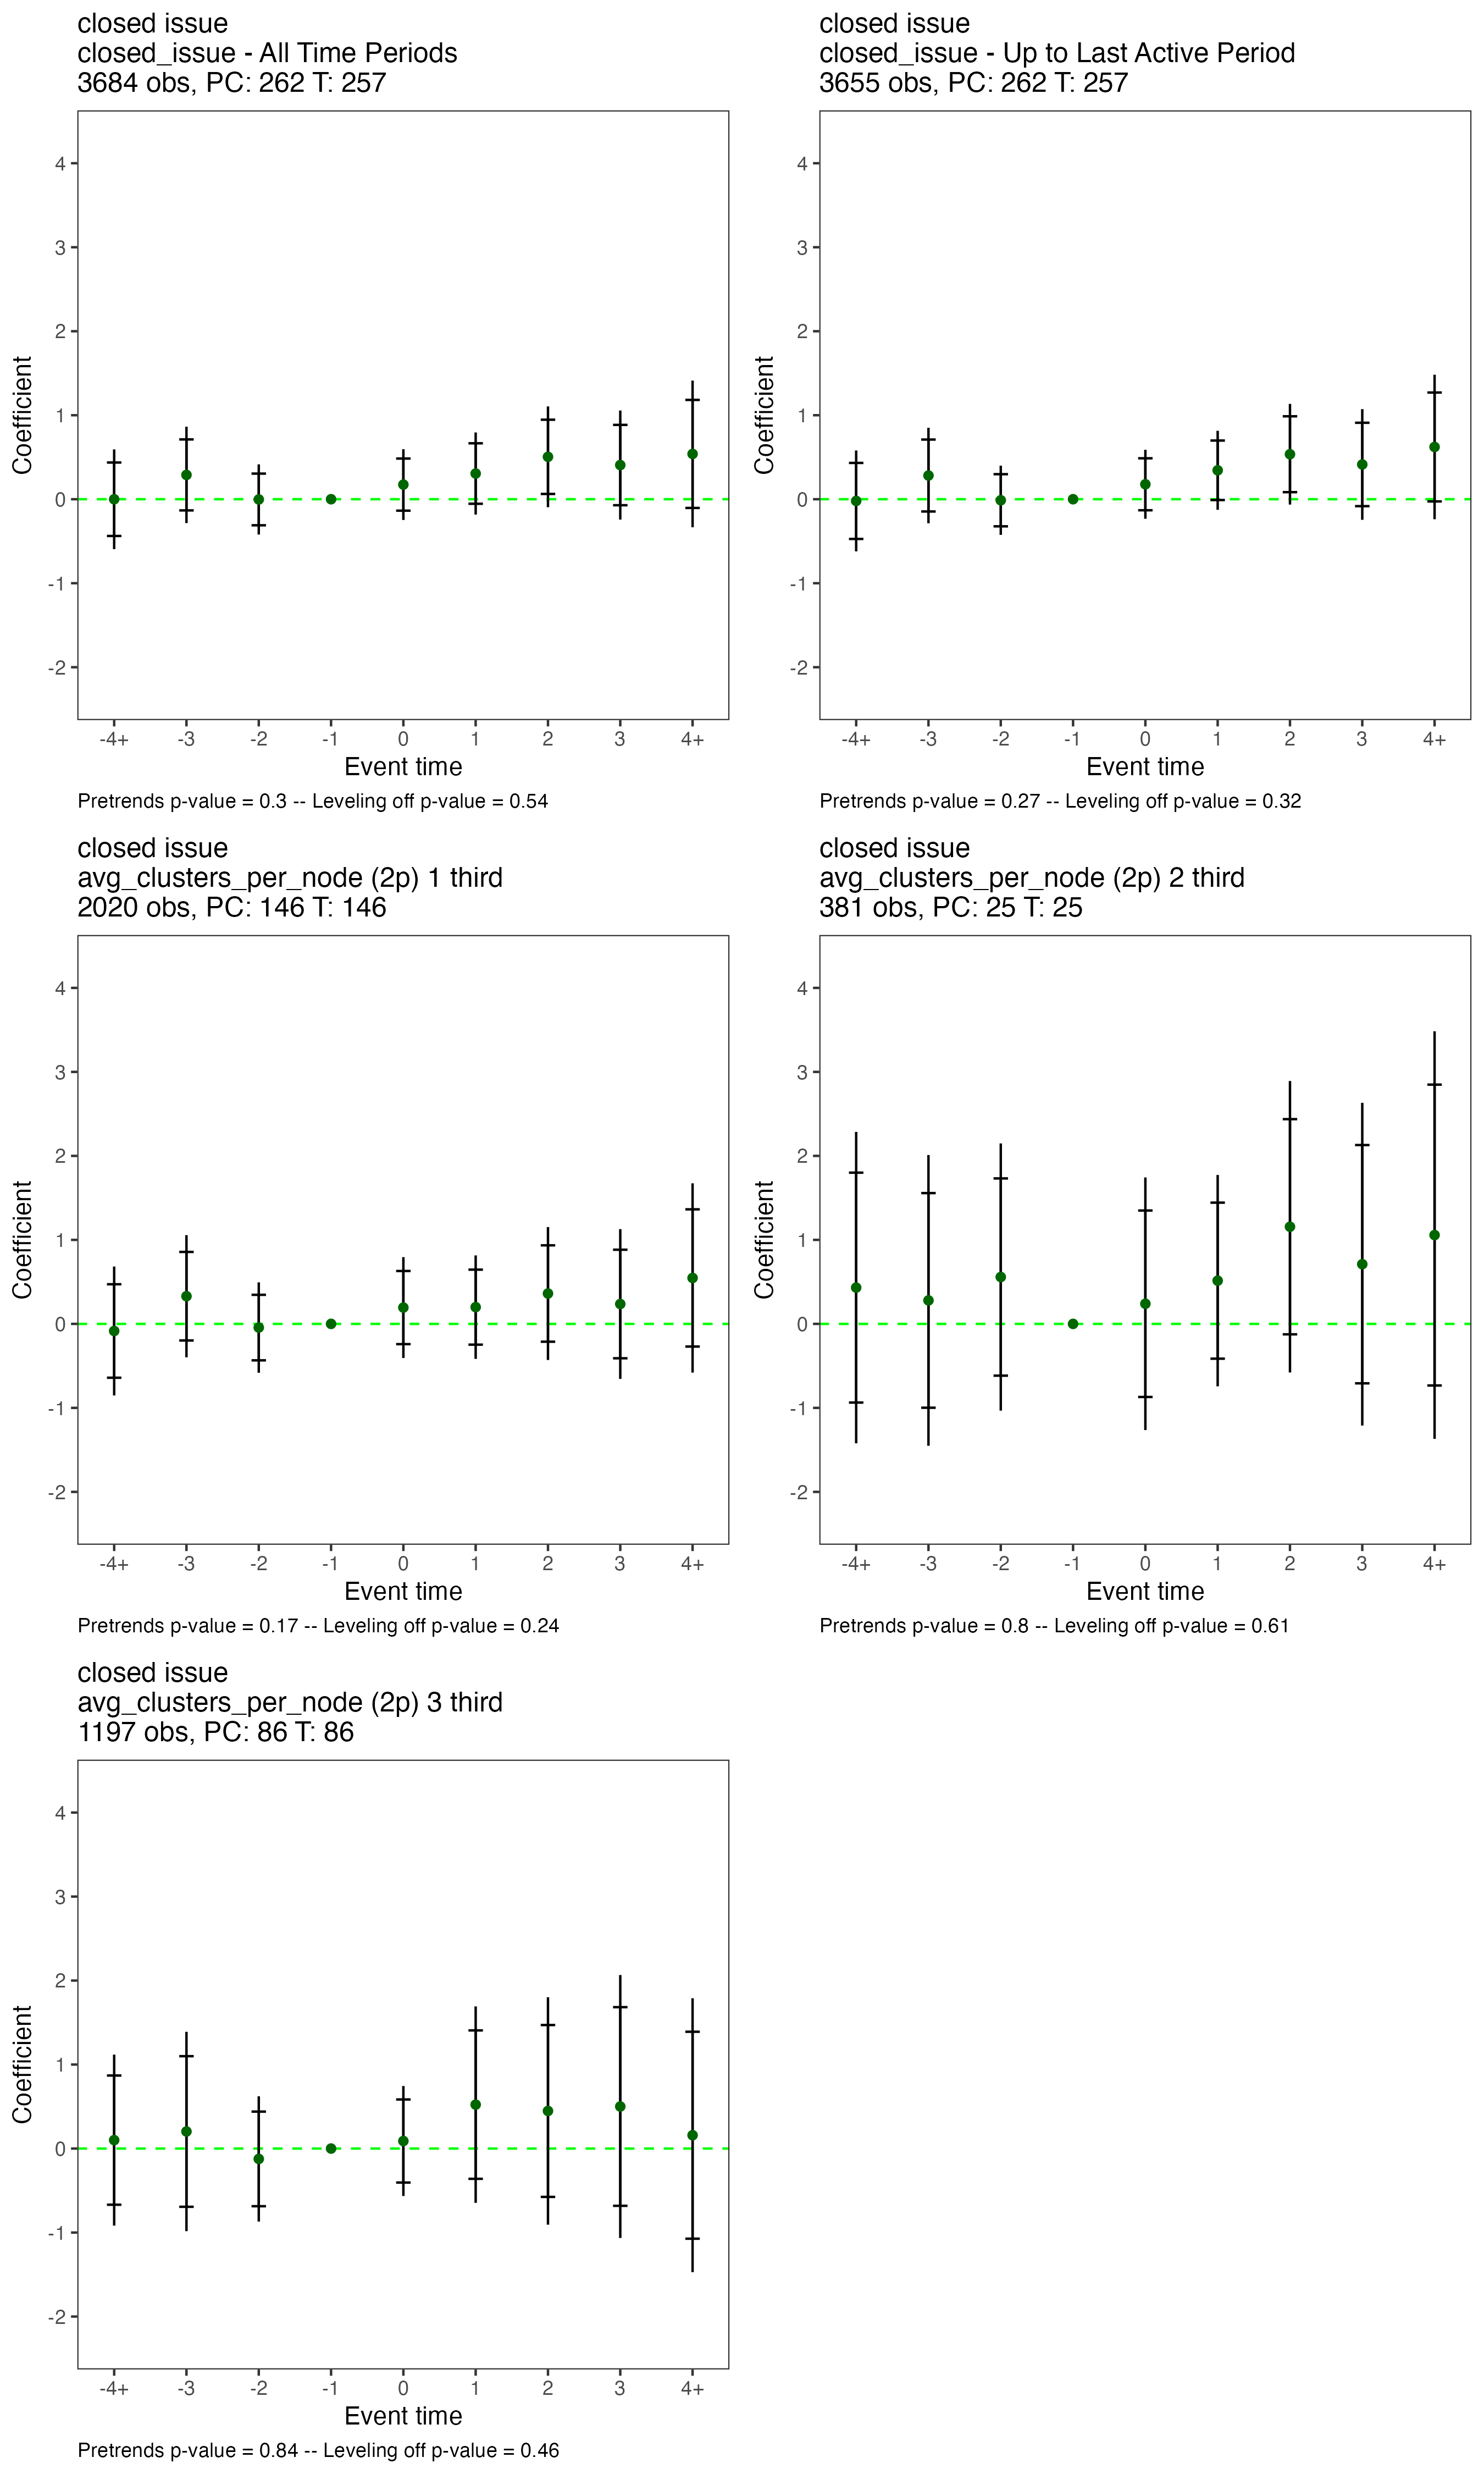 closed issue
closed_issue - All Time Periods
3684 obs, PC: 262 T: 257
4
3
2
1
0
-1
-2
Coefficient
-4+ -3 -2 -1 0 1 2 3 4+
Event time
Pretrends p-value = 0.3 -- Leveling off p-value = 0.54
closed issue
closed_issue - Up to Last Active Period
3655 obs, PC: 262 T: 257
4
3
2
1
0
-1
-2
Coefficient
-4+ -3 -2 -1 0 1 2 3 4+
Event time
Pretrends p-value = 0.27 -- Leveling off p-value = 0.32
closed issue
avg_clusters_per_node (2p) 1 third
2020 obs, PC: 146 T: 146
4
3
2
1
0
-1
-2
Coefficient
-4+ -3 -2 -1 0 1 2 3 4+
Event time
Pretrends p-value = 0.17 -- Leveling off p-value = 0.24
closed issue
avg_clusters_per_node (2p) 2 third
381 obs, PC: 25 T: 25
4
3
2
1
0
-1
-2
Coefficient
-4+ -3 -2 -1 0 1 2 3 4+
Event time
Pretrends p-value = 0.8 -- Leveling off p-value = 0.61
closed issue
avg_clusters_per_node (2p) 3 third
1197 obs, PC: 86 T: 86
4
3
2
1
0
-1
-2
Coefficient
-4+ -3 -2 -1 0 1 2 3 4+
Event time
Pretrends p-value = 0.84 -- Leveling off p-value = 0.46